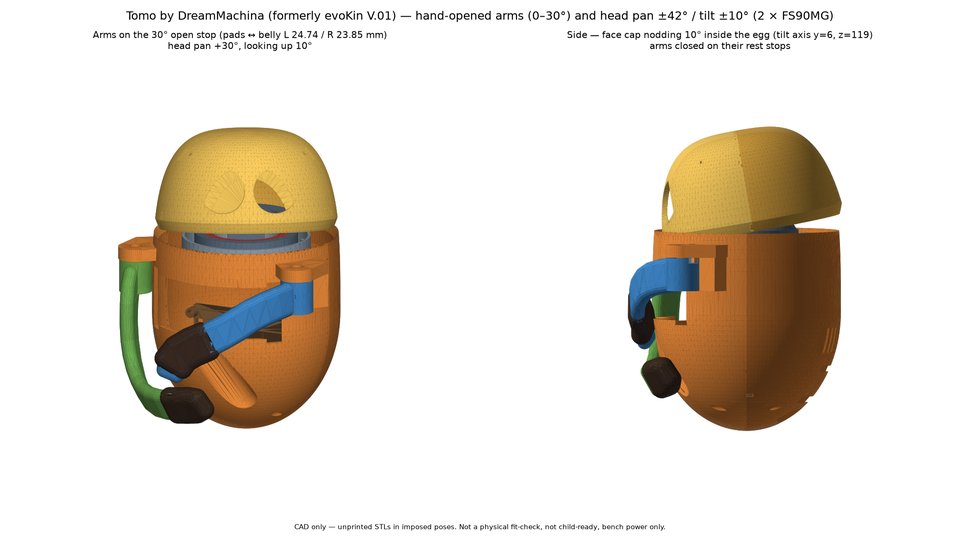 Tomo by DreamMachina (formerly evoKin V.01) — hand-opened arms (0–30°) and head pan ±42° / tilt ±10° (2 × FS90MG)
Arms on the 30° open stop (pads ↔ belly L 24.74 / R 23.85 mm)
head pan +30°, looking up 10°
Side — face cap nodding 10° inside the egg (tilt axis y=6, z=119)
arms closed on their rest stops
CAD only — unprinted STLs in imposed poses. Not a physical fit-check, not child-ready, bench power only.